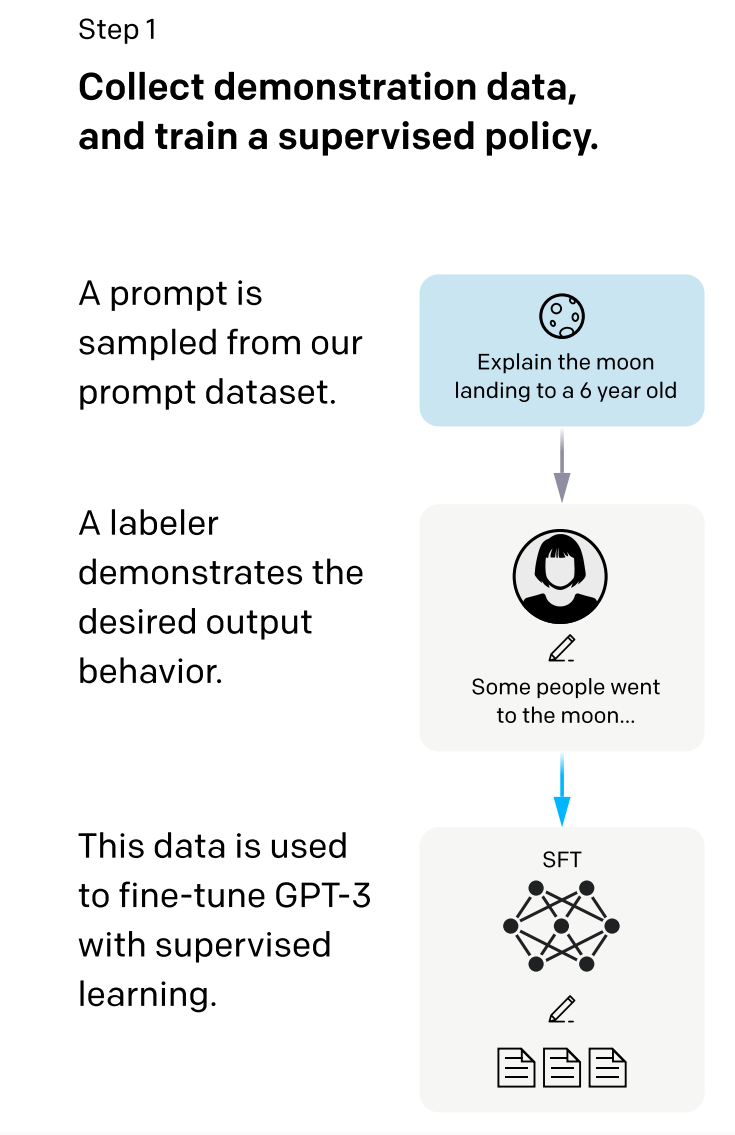 Step 1
Collect demonstration data,
and train a supervised policy.
A prompt is
sampled from our
prompt dataset.
Explain the moon
landing to a 6 year old
A labeler
demonstrates the
desired output
behavior.
Some people went
to the moon...
This data is used
to fine-tune GPT-3
with supervised
learning.
SFT